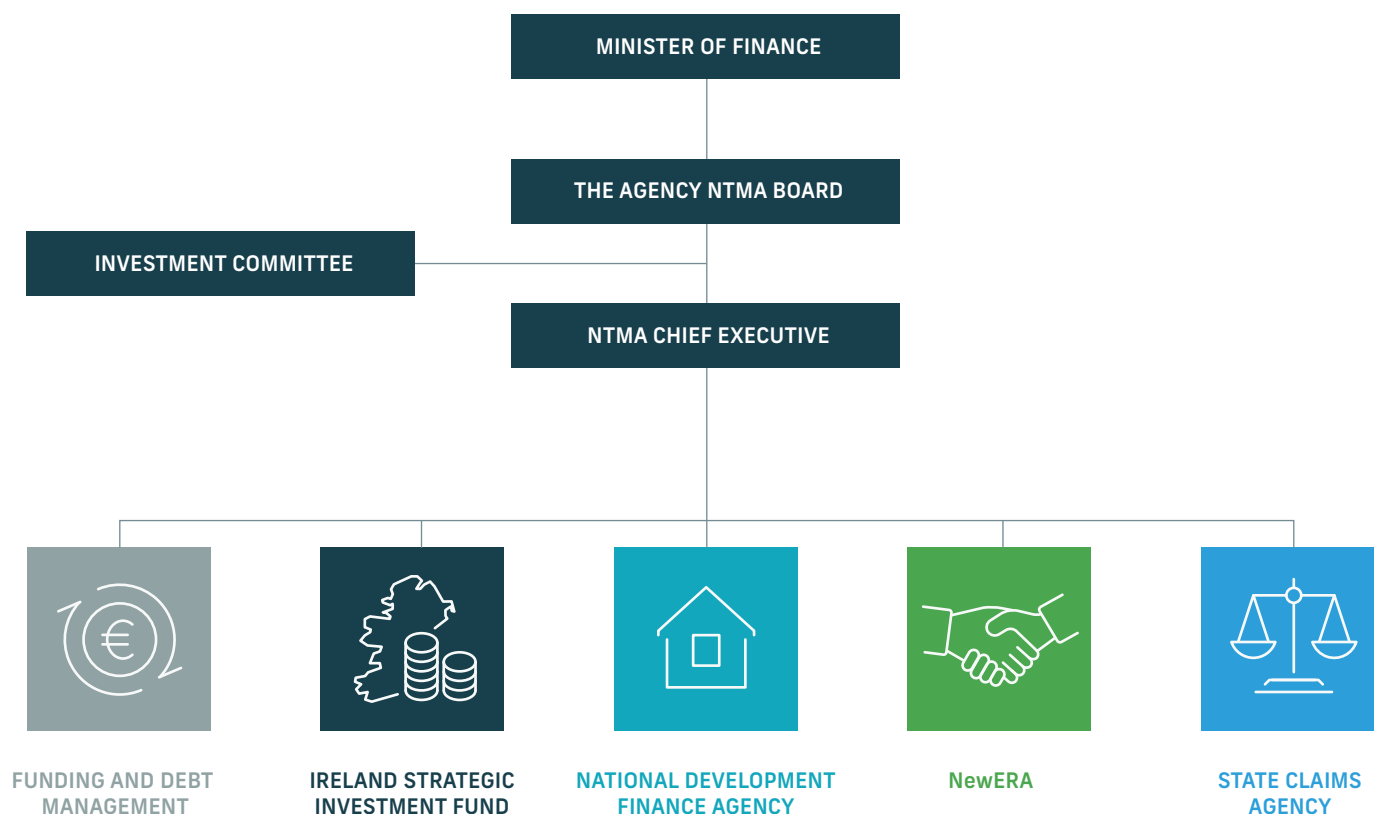 MINISTER OF FINANCE
THE AGENCY NTMA BOARD
INVESTMENT COMMITTEE
NTMA CHIEF EXECUTIVE
€
FUNDING AND DEBT
MANAGEMENT
IRELAND STRATEGIC
INVESTMENT FUND
NATIONAL DEVELOPMENT
FINANCE AGENCY
NewERA
STATE CLAIMS
AGENCY